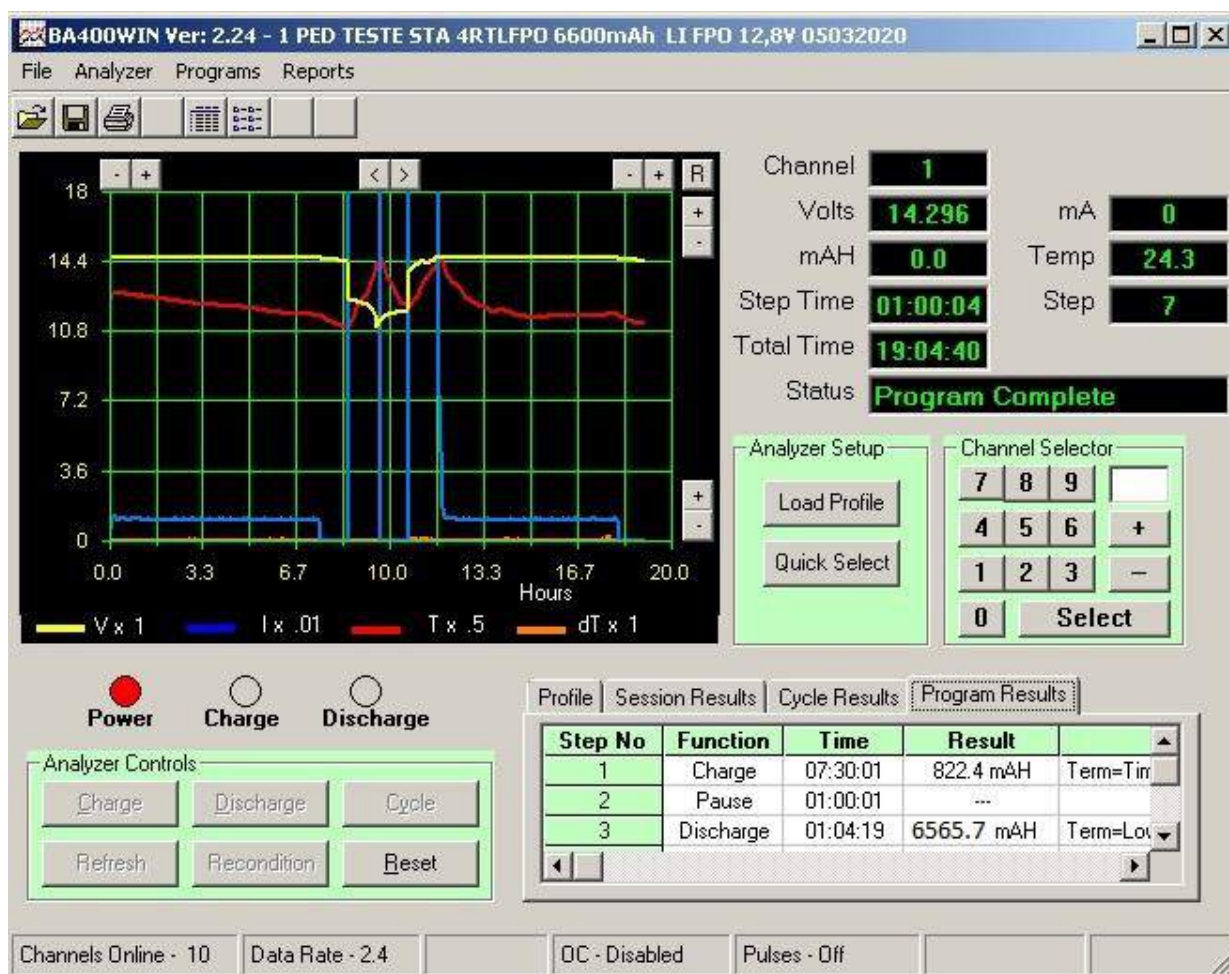 BA400WIN Ver: 2.24 - 1 PED TESTE STA 4RTLFPO 6600mAh LI FPO 12,8V 05032020
File Analyzer Programs Reports
- + < > - + R
+
-
18
14.4
10.8
7.2
3.6
0
+
-
0.0 3.3 6.7 10.0 13.3 16.7 20.0
Hours
V x 1 I x .01 T x .5 dT x 1
Channel 1
Volts 14.296 mA 0
mAH 0.0 Temp 24.3
Step Time 01:00:04 Step 7
Total Time 19:04:40
Status Program Complete
Analyzer Setup
Load Profile
Quick Select
Channel Selector
7 8 9
4 5 6 +
1 2 3 –
0 Select
Power Charge Discharge
Analyzer Controls
Charge Discharge Cycle
Refresh Recondition Reset
Profile Session Results Cycle Results Program Results
Step No Function Time Result
1 Charge 07:30:01 822.4 mAH Term=Tim
2 Pause 01:00:01 ---
3 Discharge 01:04:19 6565.7 mAH Term=Lov
Channels Online - 10 Data Rate - 2.4 OC - Disabled Pulses - Off